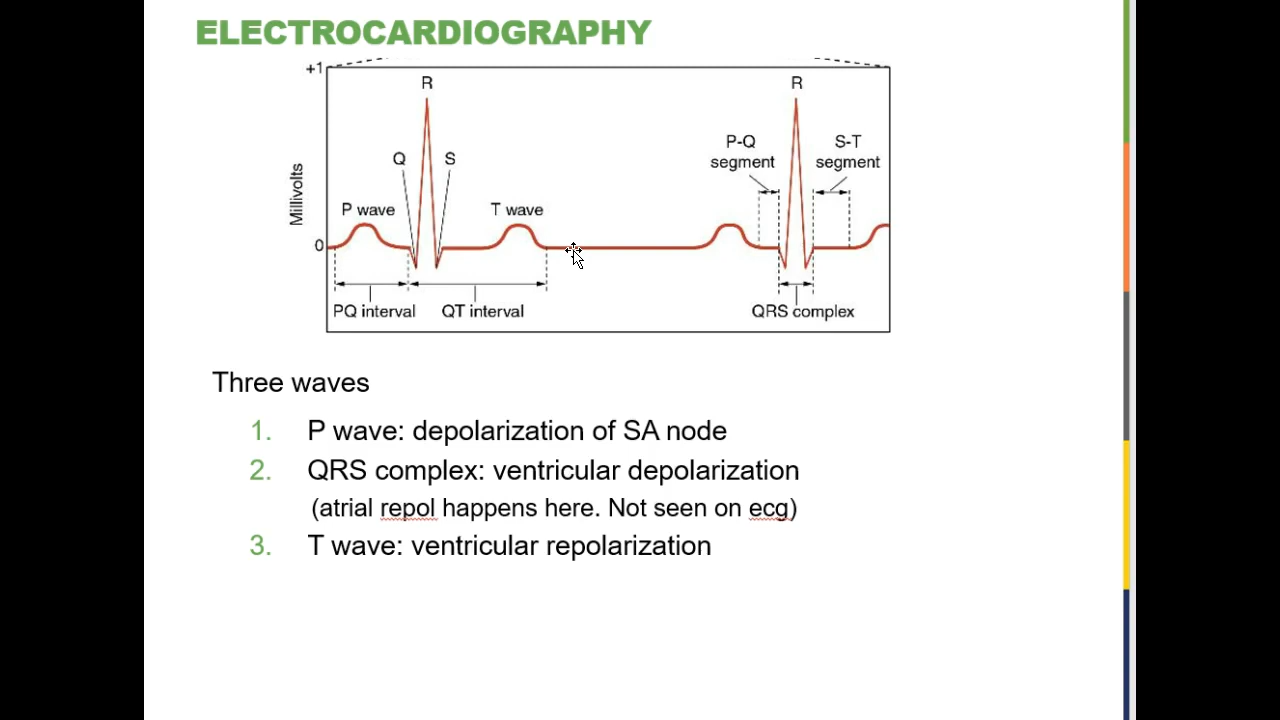 ELECTROCARDIOGRAPHY
+1
R
R
P-Q
segment
S-T
segment
Q
S
Millivolts
P wave
T wave
0
PQ interval
QT interval
QRS complex
Three waves
1. P wave: depolarization of SA node
2. QRS complex: ventricular depolarization
(atrial repol happens here. Not seen on ecg)
3. T wave: ventricular repolarization